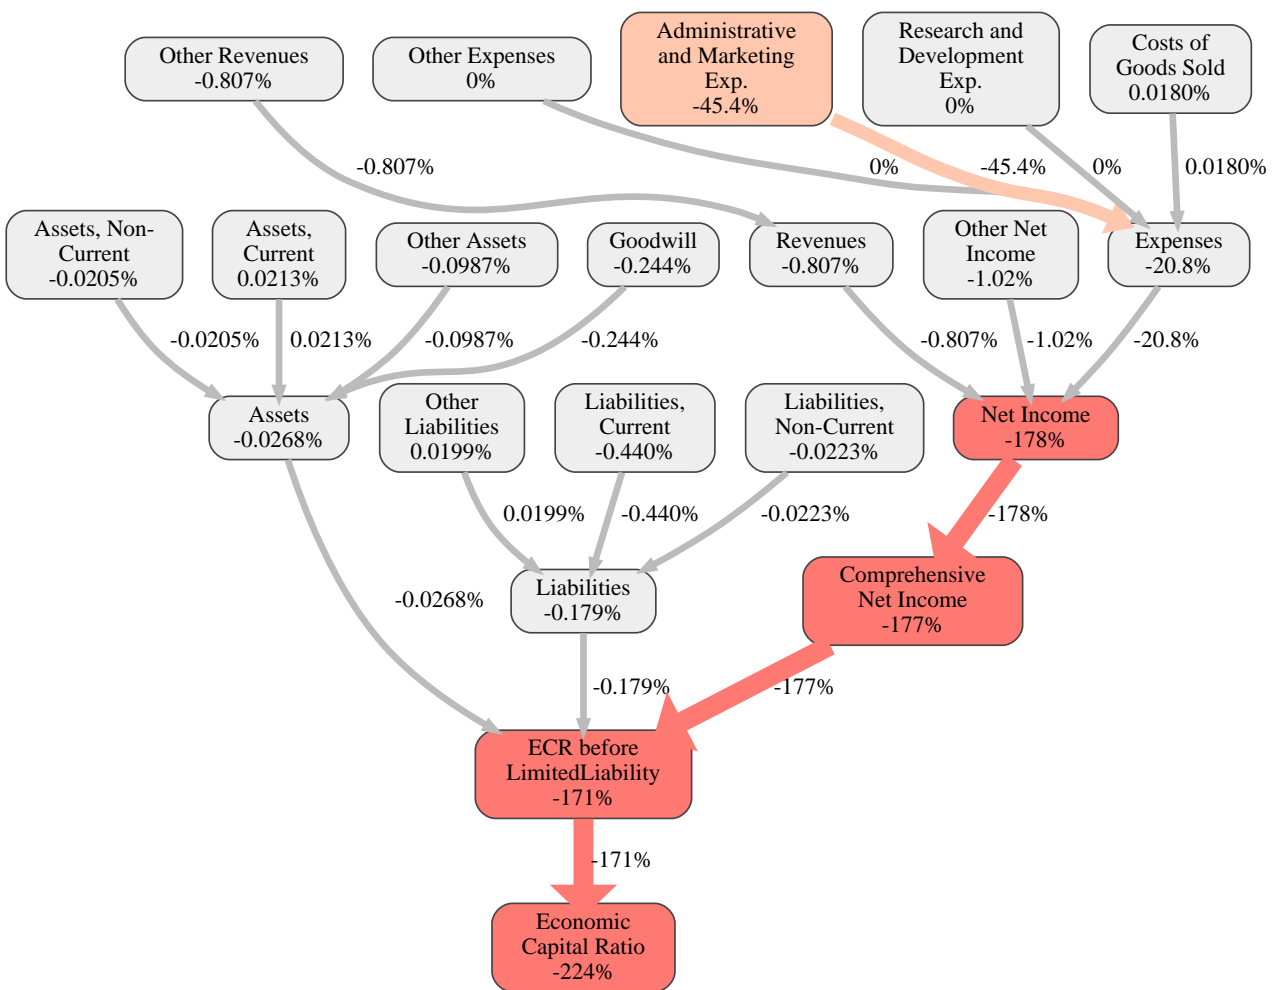 Other Revenues
-0.807%
Other Expenses
0%
Administrative
and Marketing
Exp.
-45.4%
Research and
Development
Exp.
0%
Costs of
Goods Sold
0.0180%
-0.807%
0%
-45.4%
0%
0.0180%
Assets, Non-
Current
-0.0205%
Assets,
Current
0.0213%
Other Assets
-0.0987%
Goodwill
-0.244%
Revenues
-0.807%
Other Net
Income
-1.02%
Expenses
-20.8%
-0.0205%
0.0213%
-0.0987%
-0.244%
-0.807%
-1.02%
-20.8%
Assets
-0.0268%
Other
Liabilities
0.0199%
Liabilities,
Current
-0.440%
Liabilities,
Non-Current
-0.0223%
Net Income
-178%
0.0199%
-0.440%
-0.0223%
-178%
-0.0268%
Liabilities
-0.179%
Comprehensive
Net Income
-177%
-0.179%
-177%
ECR before
LimitedLiability
-171%
-171%
Economic
Capital Ratio
-224%